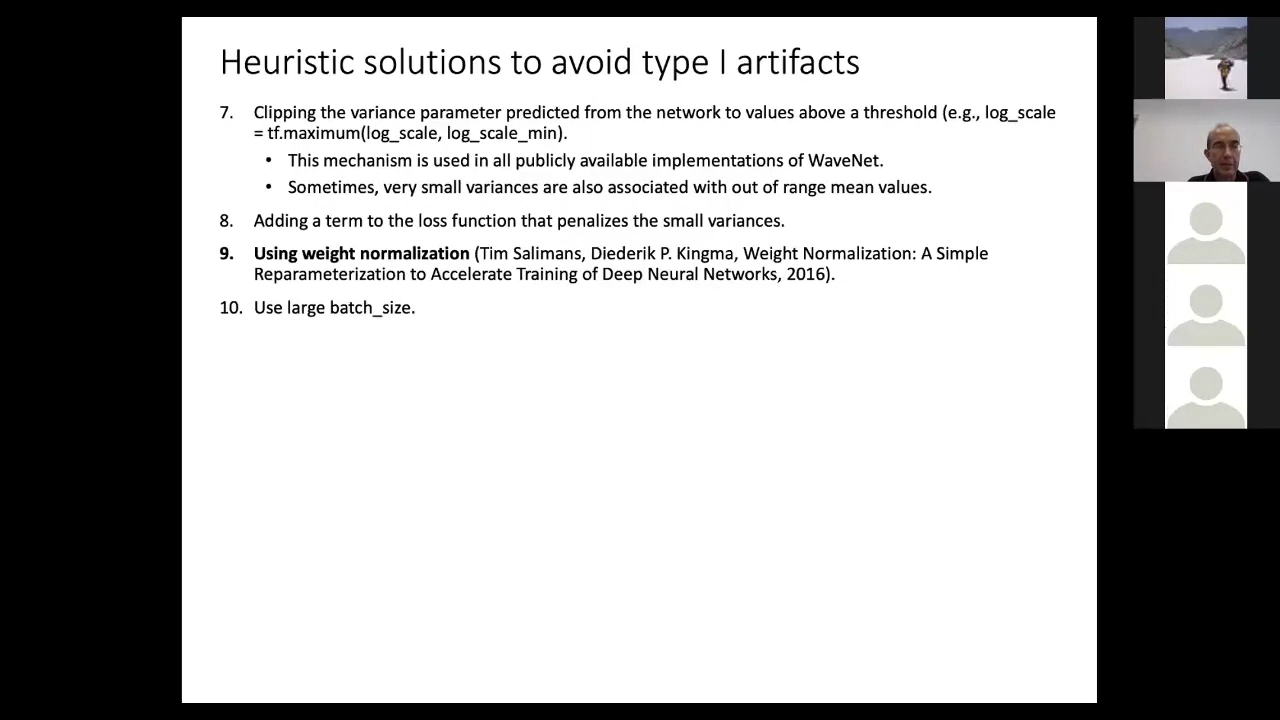 Heuristic solutions to avoid type I artifacts
7. Clipping the variance parameter predicted from the network to values above a threshold (e.g., log_scale
= tf.maximum(log_scale, log_scale_min).
• This mechanism is used in all publicly available implementations of WaveNet.
• Sometimes, very small variances are also associated with out of range mean values.
8. Adding a term to the loss function that penalizes the small variances.
9. Using weight normalization (Tim Salimans, Diederik P. Kingma, Weight Normalization: A Simple
Reparameterization to Accelerate Training of Deep Neural Networks, 2016).
10. Use large batch_size.